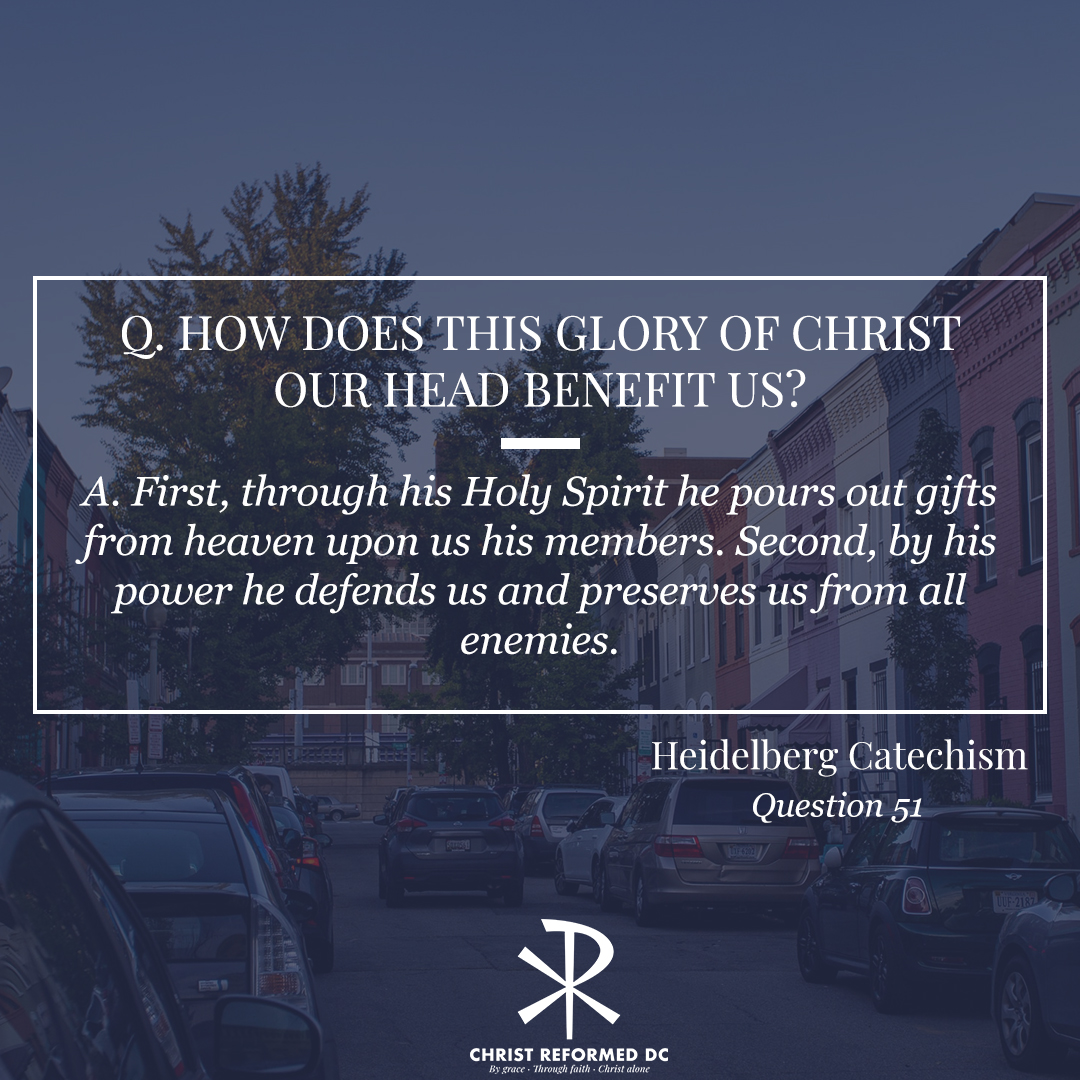 Q. HOW DOES THIS GLORY OF CHRIST
OUR HEAD BENEFIT US?
A. First, through his Holy Spirit he pours out gifts
from heaven upon us his members. Second, by his
power he defends us and preserves us from all
enemies.
Heidelberg Catechism
Question 51
CHRIST REFORMED DC
By grace · Through faith · Christ alone